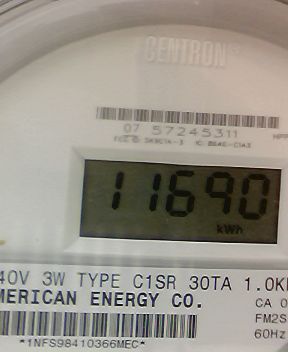 CENTRON®
07 57245311
11690
kWh
40V 3W TYPE C1SR 30TA 1.0K
MERICAN ENERGY CO.
CA 0
FM2S
60Hz
*1NFS98410366MEC*